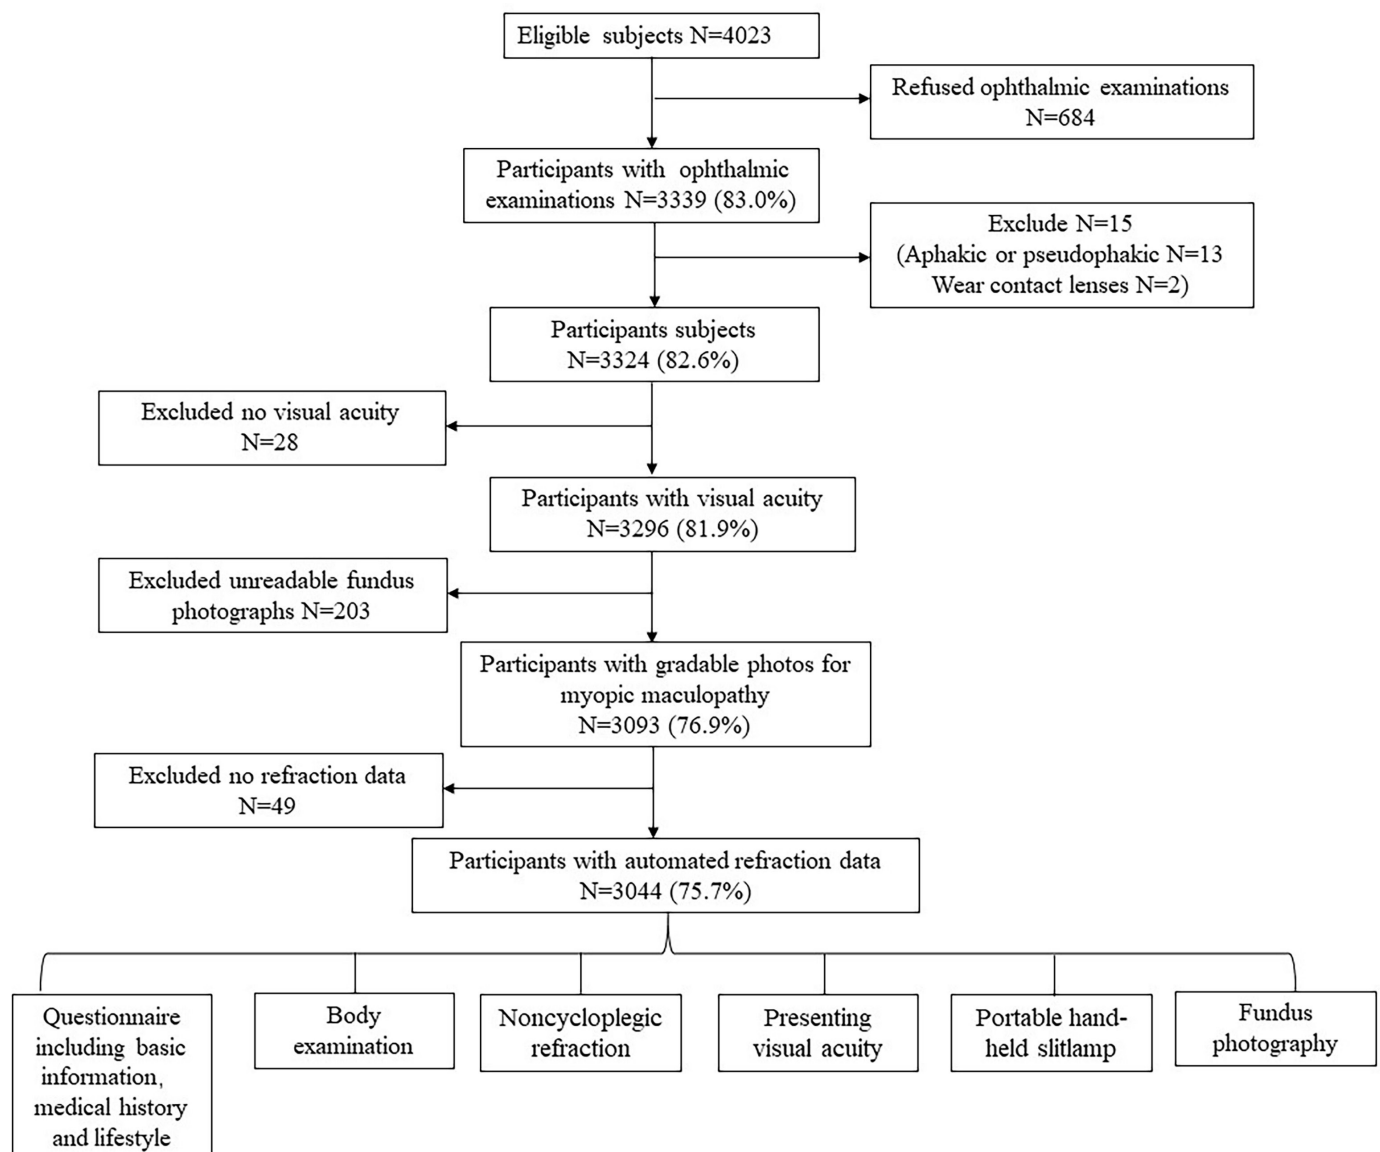 Eligible subjects N=4023
Refused ophthalmic examinations
N=684
Participants with ophthalmic
examinations N=3339 (83.0%)
Exclude N=15
(Aphakic or pseudophakic N=13
Wear contact lenses N=2)
Participants subjects
N=3324 (82.6%)
Excluded no visual acuity
N=28
Participants with visual acuity
N=3296 (81.9%)
Excluded unreadable fundus
photographs N=203
Participants with gradable photos for
myopic maculopathy
N=3093 (76.9%)
Excluded no refraction data
N=49
Participants with automated refraction data
N=3044 (75.7%)
Questionnaire
including basic
information,
medical history
and lifestyle
Body
examination
Noncycloplegic
refraction
Presenting
visual acuity
Portable hand-
held slitlamp
Fundus
photography